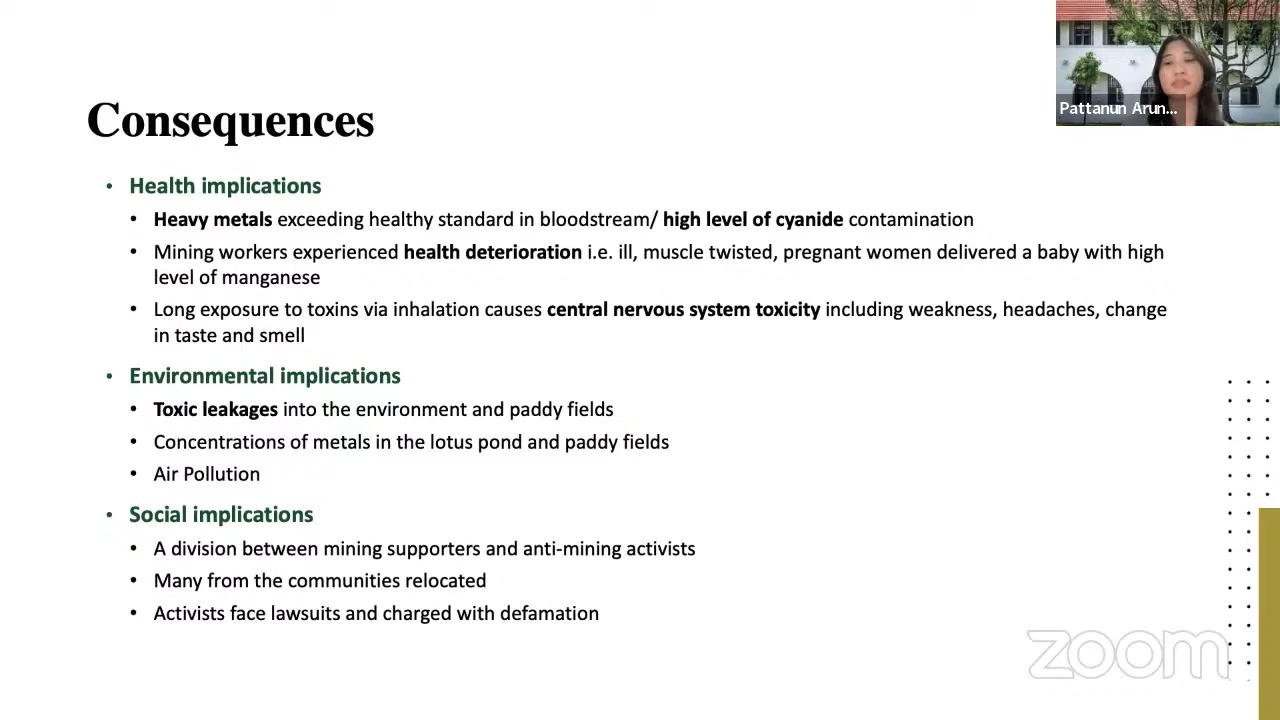 Pattanun Arun...
Consequences
• Health implications
• Heavy metals exceeding healthy standard in bloodstream/ high level of cyanide contamination
• Mining workers experienced health deterioration i.e. ill, muscle twisted, pregnant women delivered a baby with high
level of manganese
• Long exposure to toxins via inhalation causes central nervous system toxicity including weakness, headaches, change
in taste and smell
• Environmental implications
• Toxic leakages into the environment and paddy fields
• Concentrations of metals in the lotus pond and paddy fields
• Air Pollution
• Social implications
• A division between mining supporters and anti-mining activists
• Many from the communities relocated
• Activists face lawsuits and charged with defamation
zoom